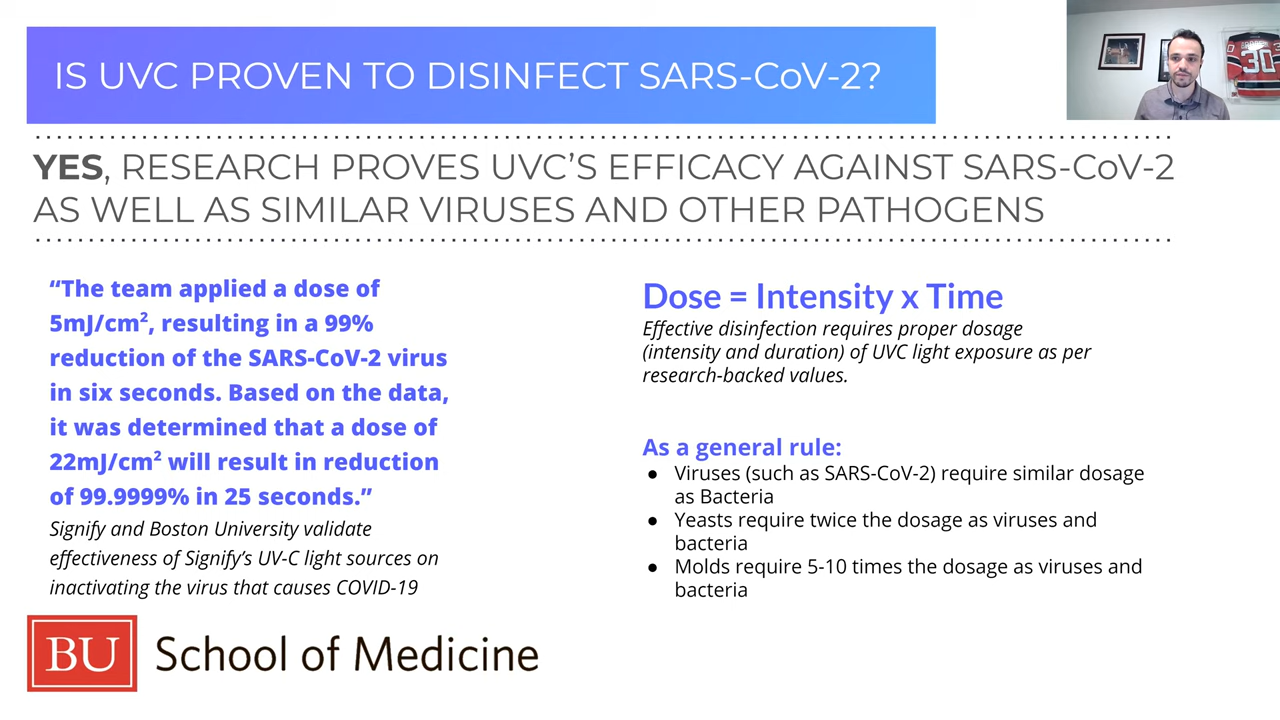 IS UVC PROVEN TO DISINFECT SARS-CoV-2?
YES, RESEARCH PROVES UVC'S EFFICACY AGAINST SARS-CoV-2
AS WELL AS SIMILAR VIRUSES AND OTHER PATHOGENS
“The team applied a dose of
5mJ/cm², resulting in a 99%
reduction of the SARS-CoV-2 virus
in six seconds. Based on the data,
it was determined that a dose of
22mJ/cm² will result in reduction
of 99.9999% in 25 seconds.”
Signify and Boston University validate
effectiveness of Signify’s UV-C light sources on
inactivating the virus that causes COVID-19
BU School of Medicine
Dose = Intensity x Time
Effective disinfection requires proper dosage
(intensity and duration) of UVC light exposure as per
research-backed values.
As a general rule:
● Viruses (such as SARS-CoV-2) require similar dosage
as Bacteria
● Yeasts require twice the dosage as viruses and
bacteria
● Molds require 5-10 times the dosage as viruses and
bacteria
30